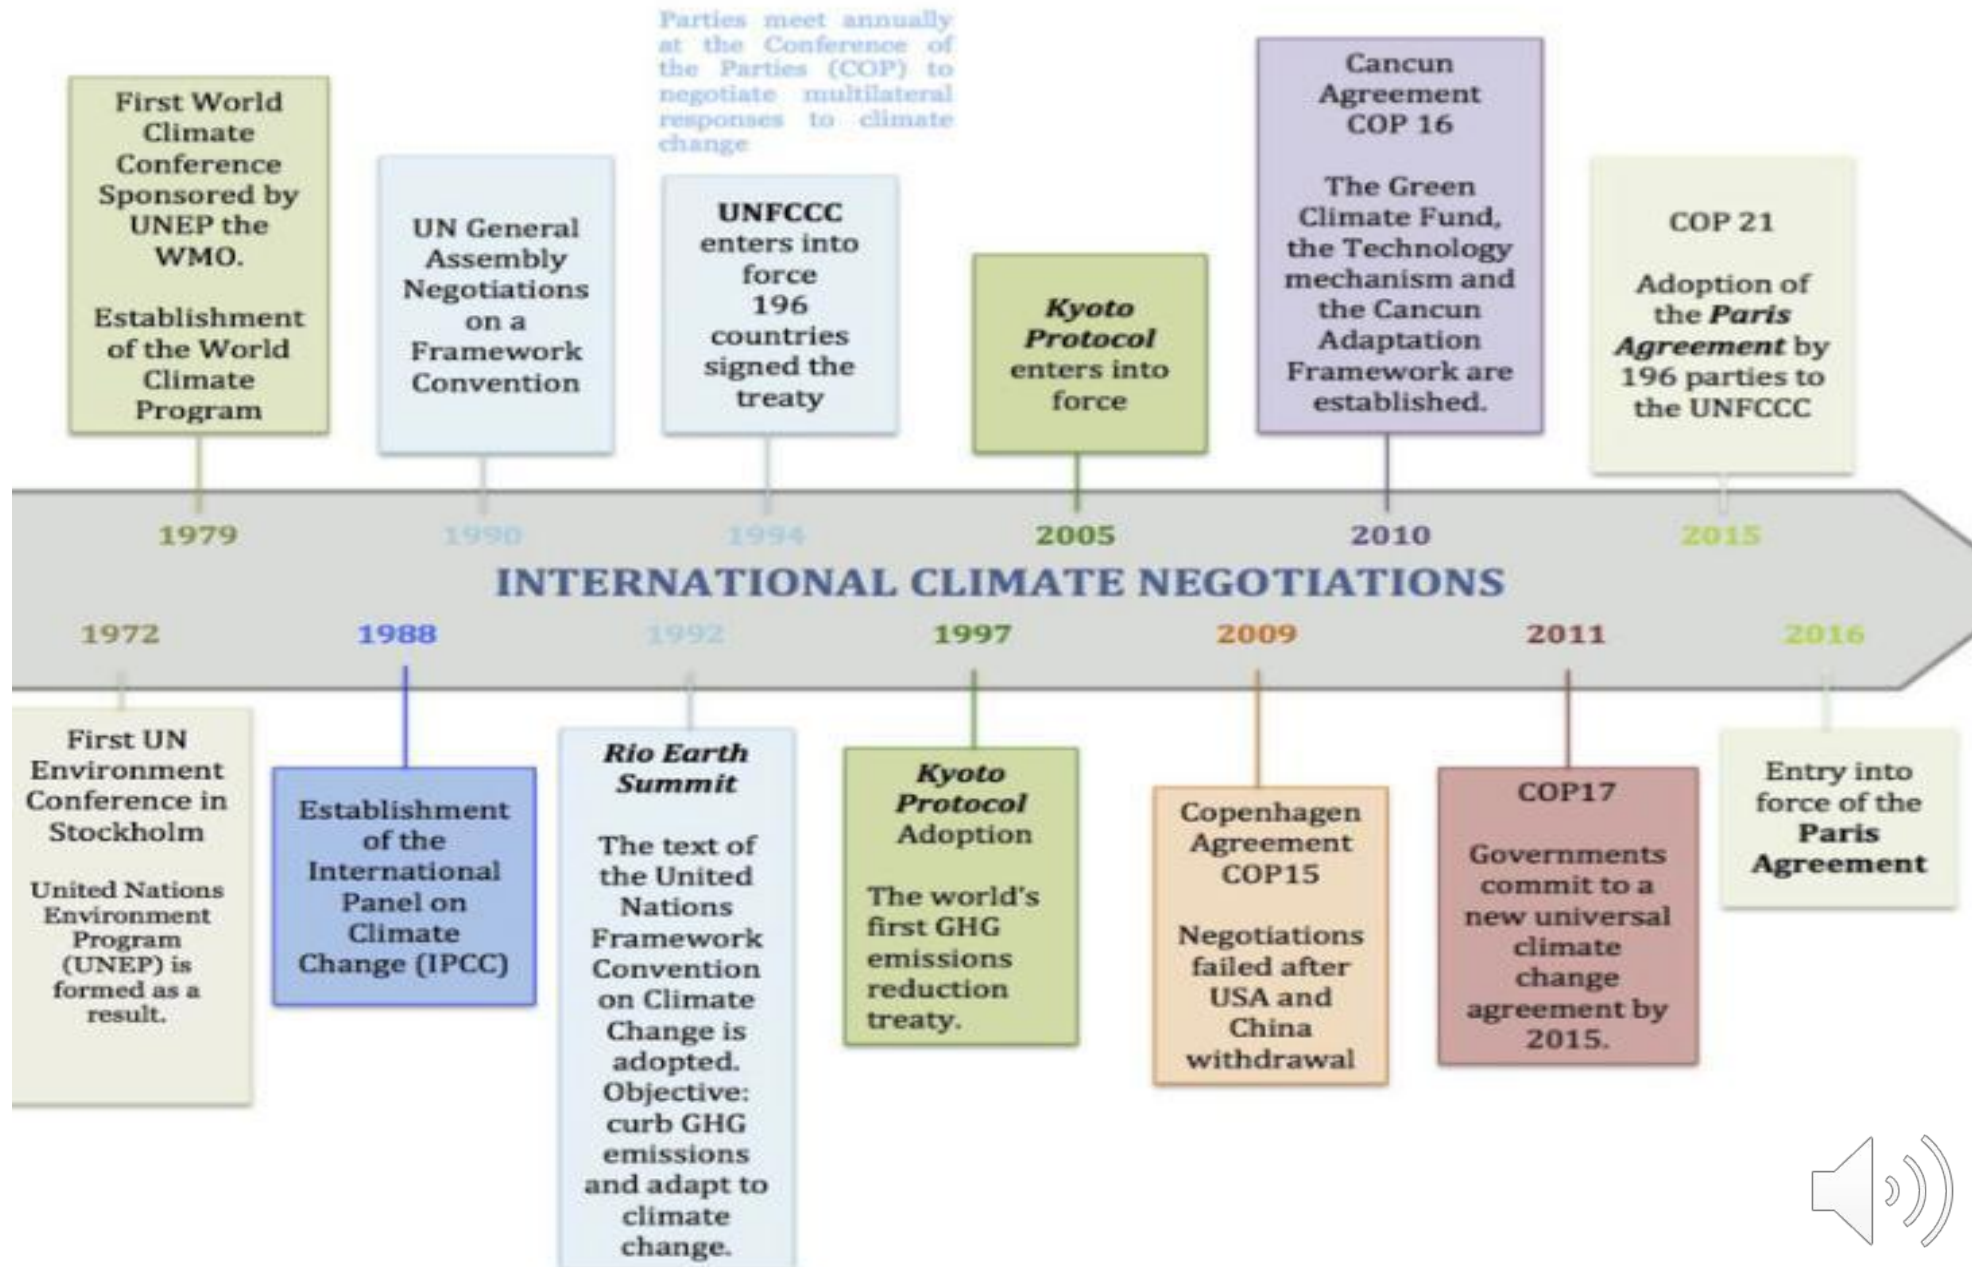 Parties meet annually
at the Conference of
the Parties (COP) to
negotiate multilateral
responses to climate
change
First World
Climate
Conference
Sponsored by
UNEP the
WMO.
Establishment
of the World
Climate
Program
UN General
Assembly
Negotiations
on a
Framework
Convention
UNFCCC
enters into
force
196
countries
signed the
treaty
Kyoto
Protocol
enters into
force
Cancun
Agreement
COP 16
The Green
Climate Fund,
the Technology
mechanism and
the Cancun
Adaptation
Framework are
established.
COP 21
Adoption of
the Paris
Agreement by
196 parties to
the UNFCCC
1979 1990 1994 2005 2010 2015
INTERNATIONAL CLIMATE NEGOTIATIONS
1972 1988 1992 1997 2009 2011 2016
First UN
Environment
Conference in
Stockholm
United Nations
Environment
Program
(UNEP) is
formed as a
result.
Establishment
of the
International
Panel on
Climate
Change (IPCC)
Rio Earth
Summit
The text of
the United
Nations
Framework
Convention
on Climate
Change is
adopted.
Objective:
curb GHG
emissions
and adapt to
climate
change.
Kyoto
Protocol
Adoption
The world's
first GHG
emissions
reduction
treaty.
Copenhagen
Agreement
COP15
Negotiations
failed after
USA and
China
withdrawal
COP17
Governments
commit to a
new universal
climate
change
agreement by
2015.
Entry into
force of the
Paris
Agreement